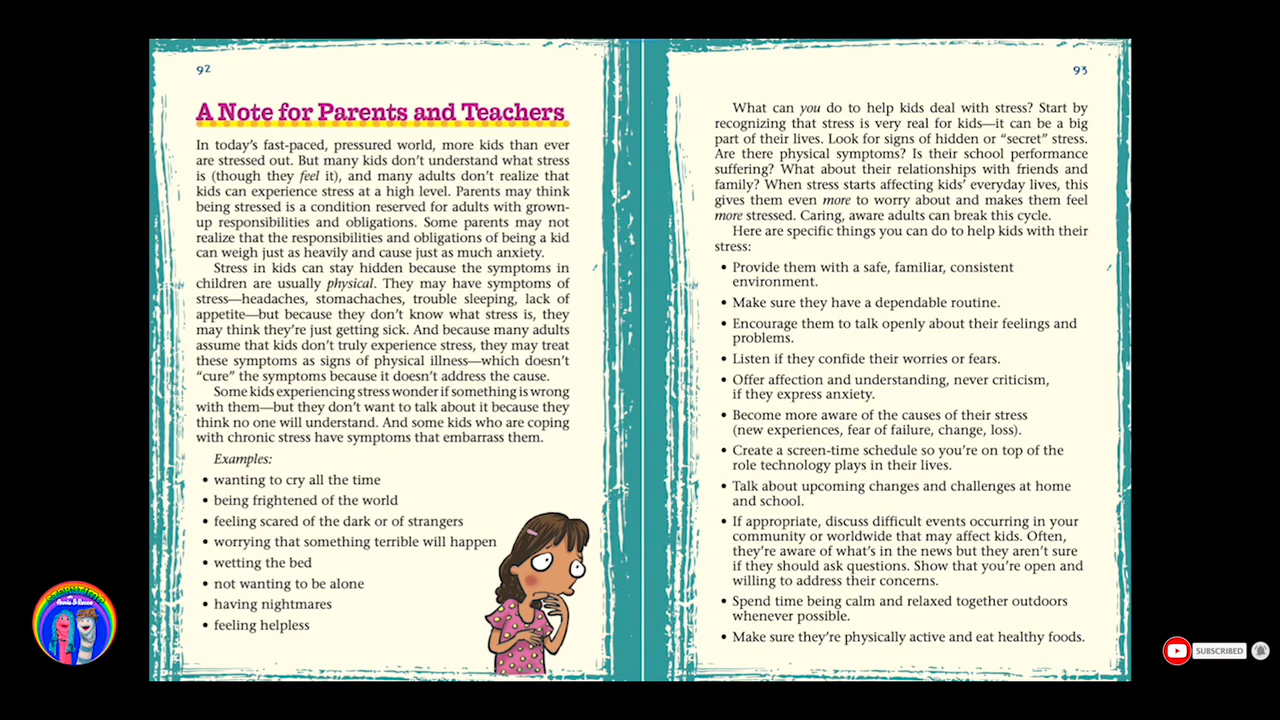 92
A Note for Parents and Teachers
In today's fast-paced, pressured world, more kids than ever
are stressed out. But many kids don't understand what stress
is (though they feel it), and many adults don't realize that
kids can experience stress at a high level. Parents may think
being stressed is a condition reserved for adults with grown-
up responsibilities and obligations. Some parents may not
realize that the responsibilities and obligations of being a kid
can weigh just as heavily and cause just as much anxiety.
Stress in kids can stay hidden because the symptoms in
children are usually physical. They may have symptoms of
stress—headaches, stomachaches, trouble sleeping, lack of
appetite—but because they don't know what stress is, they
may think they're just getting sick. And because many adults
assume that kids don't truly experience stress, they may treat
these symptoms as signs of physical illness—which doesn't
“cure” the symptoms because it doesn't address the cause.
Some kids experiencing stress wonder if something is wrong
with them—but they don't want to talk about it because they
think no one will understand. And some kids who are coping
with chronic stress have symptoms that embarrass them.
Examples:
• wanting to cry all the time
• being frightened of the world
• feeling scared of the dark or of strangers
• worrying that something terrible will happen
• wetting the bed
• not wanting to be alone
• having nightmares
• feeling helpless
93
What can you do to help kids deal with stress? Start by
recognizing that stress is very real for kids—it can be a big
part of their lives. Look for signs of hidden or “secret” stress.
Are there physical symptoms? Is their school performance
suffering? What about their relationships with friends and
family? When stress starts affecting kids' everyday lives, this
gives them even more to worry about and makes them feel
more stressed. Caring, aware adults can break this cycle.
Here are specific things you can do to help kids with their
stress:
• Provide them with a safe, familiar, consistent
environment.
• Make sure they have a dependable routine.
• Encourage them to talk openly about their feelings and
problems.
• Listen if they confide their worries or fears.
• Offer affection and understanding, never criticism,
if they express anxiety.
• Become more aware of the causes of their stress
(new experiences, fear of failure, change, loss).
• Create a screen-time schedule so you're on top of the
role technology plays in their lives.
• Talk about upcoming changes and challenges at home
and school.
• If appropriate, discuss difficult events occurring in your
community or worldwide that may affect kids. Often,
they're aware of what's in the news but they aren't sure
if they should ask questions. Show that you're open and
willing to address their concerns.
• Spend time being calm and relaxed together outdoors
whenever possible.
• Make sure they're physically active and eat healthy foods.
SUBSCRIBED